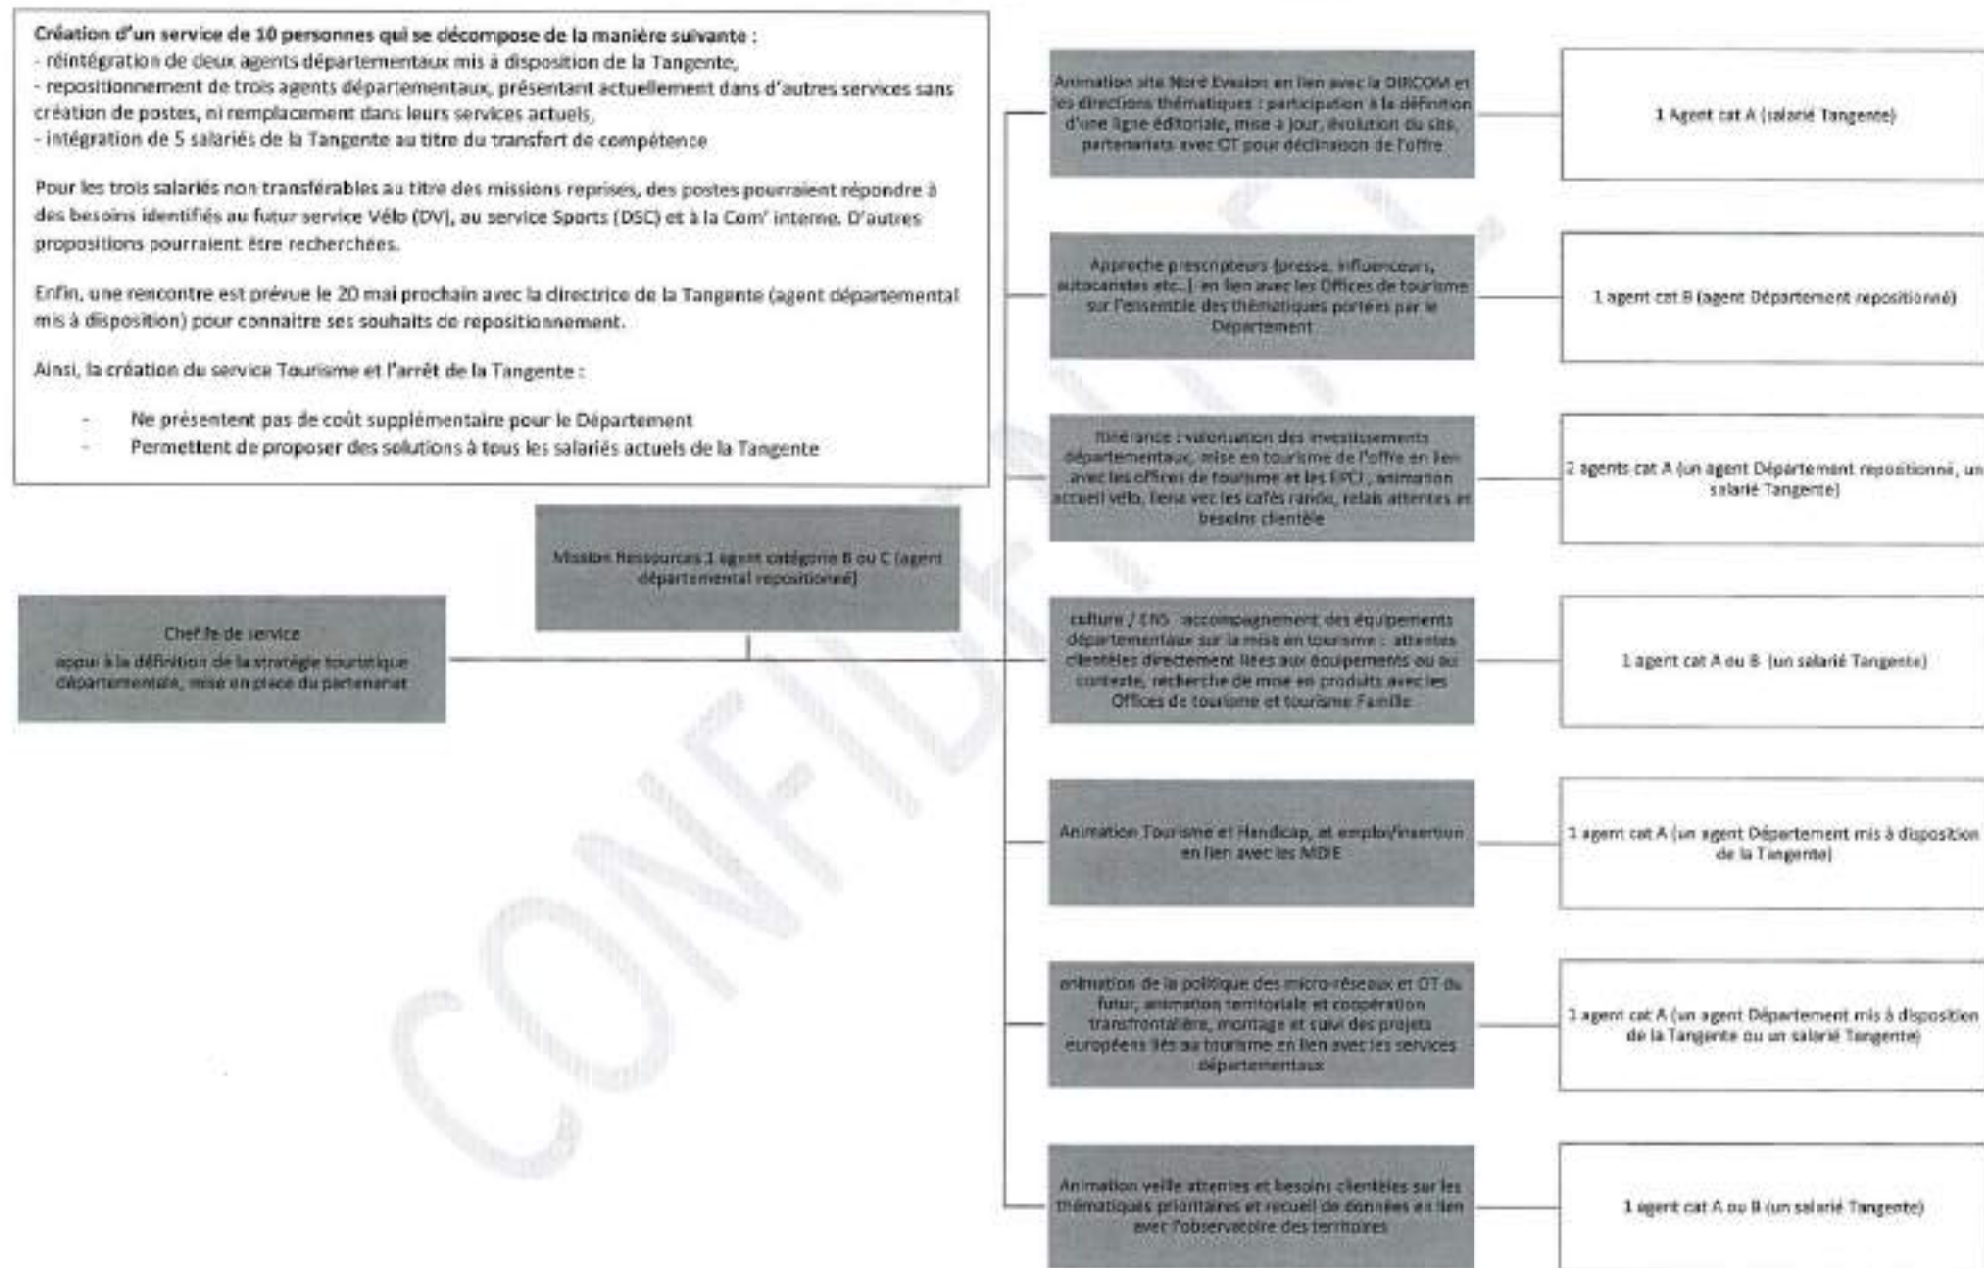 Création d'un service de 10 personnes qui se décompose de la manière suivante :
- réintégration de deux agents départementaux mis à disposition de la Tangente,
- repositionnement de trois agents départementaux, présentant actuellement dans d'autres services sans
création de postes, ni remplacement dans leurs services actuels,
- intégration de 5 salariés de la Tangente au titre du transfert de compétence
Pour les trois salariés non transférables au titre des missions reprises, des postes pourraient répondre à
des besoins identifiés au futur service Vélo (DV), au service Sports (DSC) et à la Com' interne. D'autres
propositions pourraient être recherchées.
Enfin, une rencontre est prévue le 20 mai prochain avec la directrice de la Tangente (agent départemental
mis à disposition) pour connaitre ses souhaits de repositionnement.
Ainsi, la création du service Tourisme et l'arrêt de la Tangente :
- Ne présentent pas de coût supplémentaire pour le Département
- Permettent de proposer des solutions à tous les salariés actuels de la Tangente
Mission Ressources 1 agent catégorie B ou C (agent
départemental repositionné)
Chef.fe de service
appui à la définition de la stratégie touristique
départementale, mise en place du partenariat
Animation site Nord Evasion en lien avec la DIRCOM et
les directions thématiques : participation à la définition
d'une ligne éditoriale, mise à jour, évolution du site,
partenariats avec OT pour déclinaison de l'offre
1 Agent cat A (salarié Tangente)
Approche prescripteurs (presse, influenceurs,
autocaristes etc..) en lien avec les Offices de tourisme
sur l'ensemble des thématiques portées par le
Département
1 agent cat B (agent Département repositionné)
Itinérance : valorisation des investissements
départementaux, mise en tourisme de l'offre en lien
avec les offices de tourisme et les EPCI , animation
accueil vélo, liens vec les cafés rando, relais attentes et
besoins clientèle
2 agents cat A (un agent Département repositionné, un
salarié Tangente)
culture / ENS : accompagnement des équipements
départementaux sur la mise en tourisme : attentes
clientèles directement liées aux équipements ou au
contexte, recherche de mise en produits avec les
Offices de tourisme et tourisme Famille
1 agent cat A ou B (un salarié Tangente)
Animation Tourisme et Handicap, et emploi/insertion
en lien avec les MDIE
1 agent cat A (un agent Département mis à disposition
de la Tangente)
animation de la politique des micro-réseaux et OT du
futur, animation territoriale et coopération
transfrontalière, montage et suivi des projets
européens liés au tourisme en lien avec les services
départementaux
1 agent cat A (un agent Département mis à disposition
de la Tangente ou un salarié Tangente)
Animation veille attentes et besoins clientèles sur les
thématiques prioritaires et recueil de données en lien
avec l'observatoire des territoires
1 agent cat A ou B (un salarié Tangente)
CONFIDENTIEL